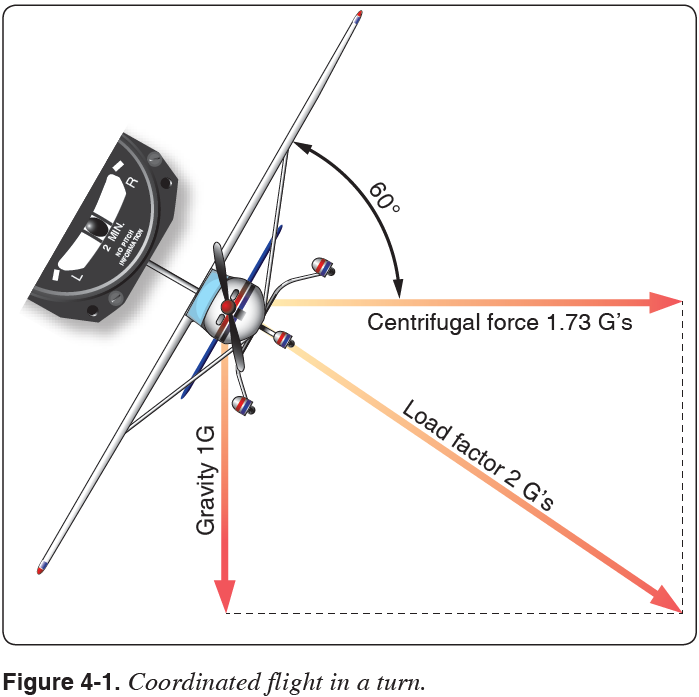 R
2 MIN.
NO PITCH
INFORMATION
L
60°
Centrifugal force 1.73 G’s
Load factor 2 G’s
Gravity 1G
Figure 4-1. Coordinated flight in a turn.